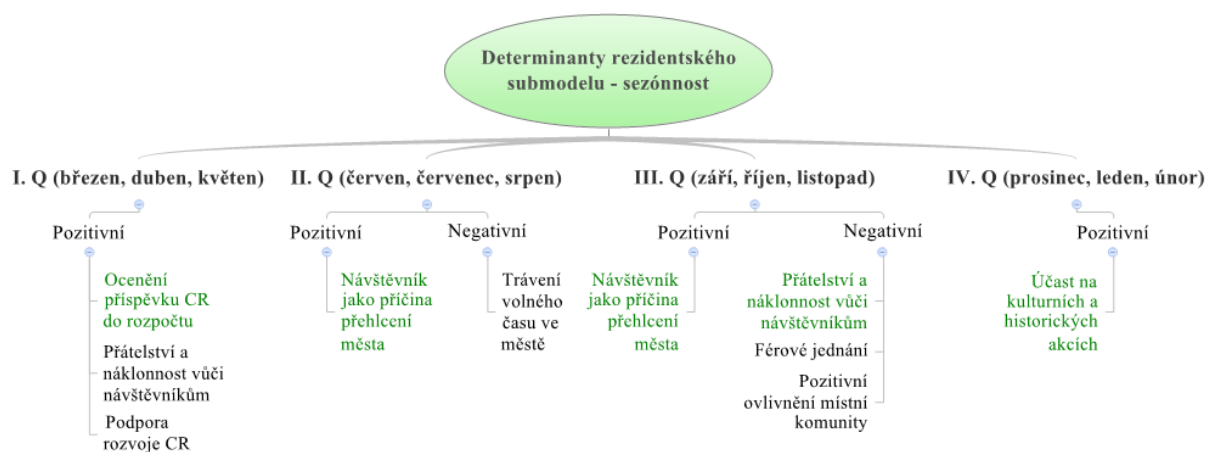 Determinanty rezidentského
submodelu - sezónnost
I. Q (březen, duben, květen)
Pozitivní
Ocenění
příspěvku CR
do rozpočtu
Přátelství a
náklonnost vůči
návštěvníkům
Podpora
rozvoje CR
II. Q (červen, červenec, srpen)
Pozitivní
Návštěvník
jako příčina
přehlcení
města
Negativní
Trávení
volného
času ve
městě
III. Q (září, říjen, listopad)
Pozitivní
Návštěvník
jako příčina
přehlcení
města
Negativní
Přátelství a
náklonnost vůči
návštěvníkům
Férové jednání
Pozitivní
ovlivnění místní
komunity
IV. Q (prosinec, leden, únor)
Pozitivní
Účast na
kulturních a
historických
akcích